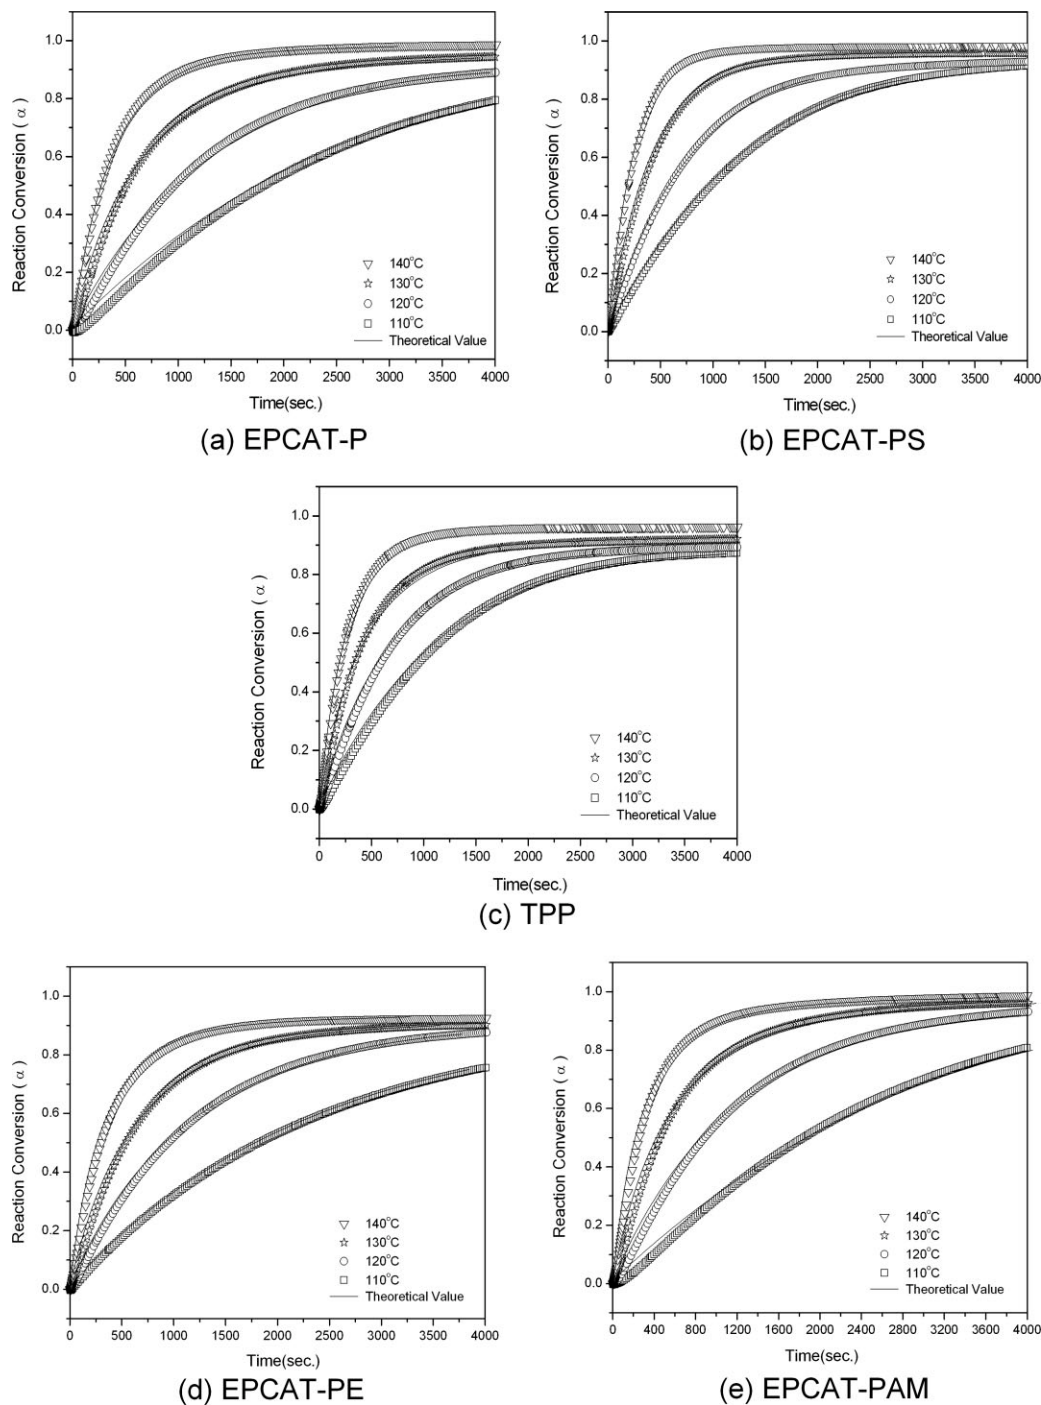 Reaction Conversion ( α )
1.0
0.8
0.6
0.4
0.2
0.0
140°C
130°C
120°C
110°C
Theoretical Value
0 500 1000 1500 2000 2500 3000 3500 4000
Time(sec.)
(a) EPCAT-P
Reaction Conversion ( α )
1.0
0.8
0.6
0.4
0.2
0.0
140°C
130°C
120°C
110°C
Theoretical Value
0 500 1000 1500 2000 2500 3000 3500 4000
Time(sec.)
(b) EPCAT-PS
Reaction Conversion ( α )
1.0
0.8
0.6
0.4
0.2
0.0
140°C
130°C
120°C
110°C
Theoretical Value
0 500 1000 1500 2000 2500 3000 3500 4000
Time(sec.)
(c) TPP
Reaction Conversion ( α )
1.0
0.8
0.6
0.4
0.2
0.0
140°C
130°C
120°C
110°C
Theoretical Value
0 500 1000 1500 2000 2500 3000 3500 4000
Time(sec.)
(d) EPCAT-PE
Reaction Conversion ( α )
1.0
0.8
0.6
0.4
0.2
0.0
140°C
130°C
120°C
110°C
Theoretical Value
0 400 800 1200 1600 2000 2400 2800 3200 3600 4000
Time(sec.)
(e) EPCAT-PAM